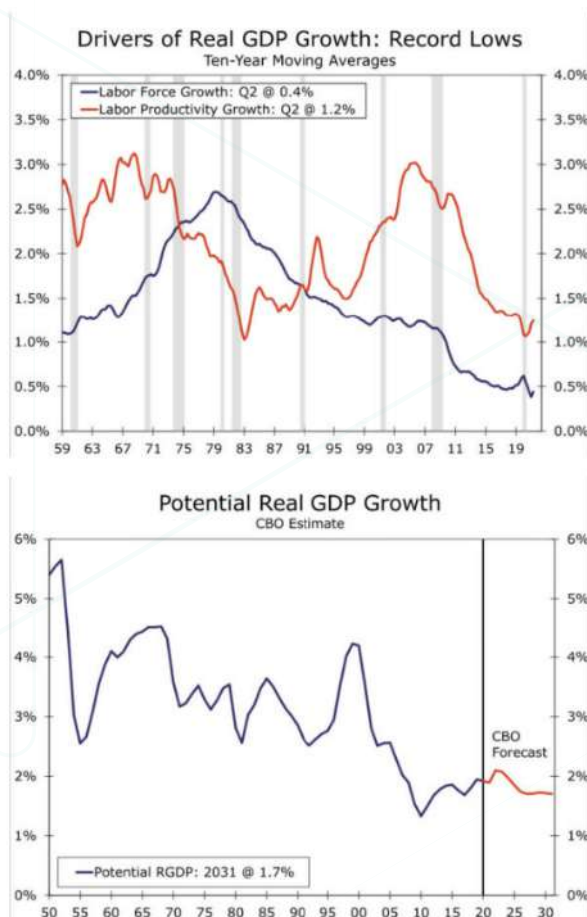 Drivers of Real GDP Growth: Record Lows
Ten-Year Moving Averages
4.0% 4.0%
Labor Force Growth: Q2 @ 0.4%
Labor Productivity Growth: Q2 @ 1.2%
3.5% 3.5%
3.0% 3.0%
2.5% 2.5%
2.0% 2.0%
1.5% 1.5%
1.0% 1.0%
0.5% 0.5%
0.0% 0.0%
59 63 67 71 75 79 83 87 91 95 99 03 07 11 15 19
Potential Real GDP Growth
CBO Estimate
6% 6%
5% 5%
4% 4%
3% 3%
CBO
Forecast
2% 2%
1% 1%
Potential RGDP: 2031 @ 1.7%
0% 0%
50 55 60 65 70 75 80 85 90 95 00 05 10 15 20 25 30